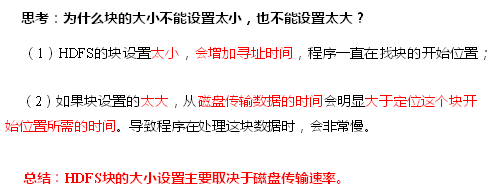 思考：为什么块的大小不能设置太小，也不能设置太大？
（1）HDFS的块设置太小，会增加寻址时间，程序一直在找块的开始位置；
（2）如果块设置的太大，从磁盘传输数据的时间会明显大于定位这个块开
始位置所需的时间。导致程序在处理这块数据时，会非常慢。
总结：HDFS块的大小设置主要取决于磁盘传输速率。